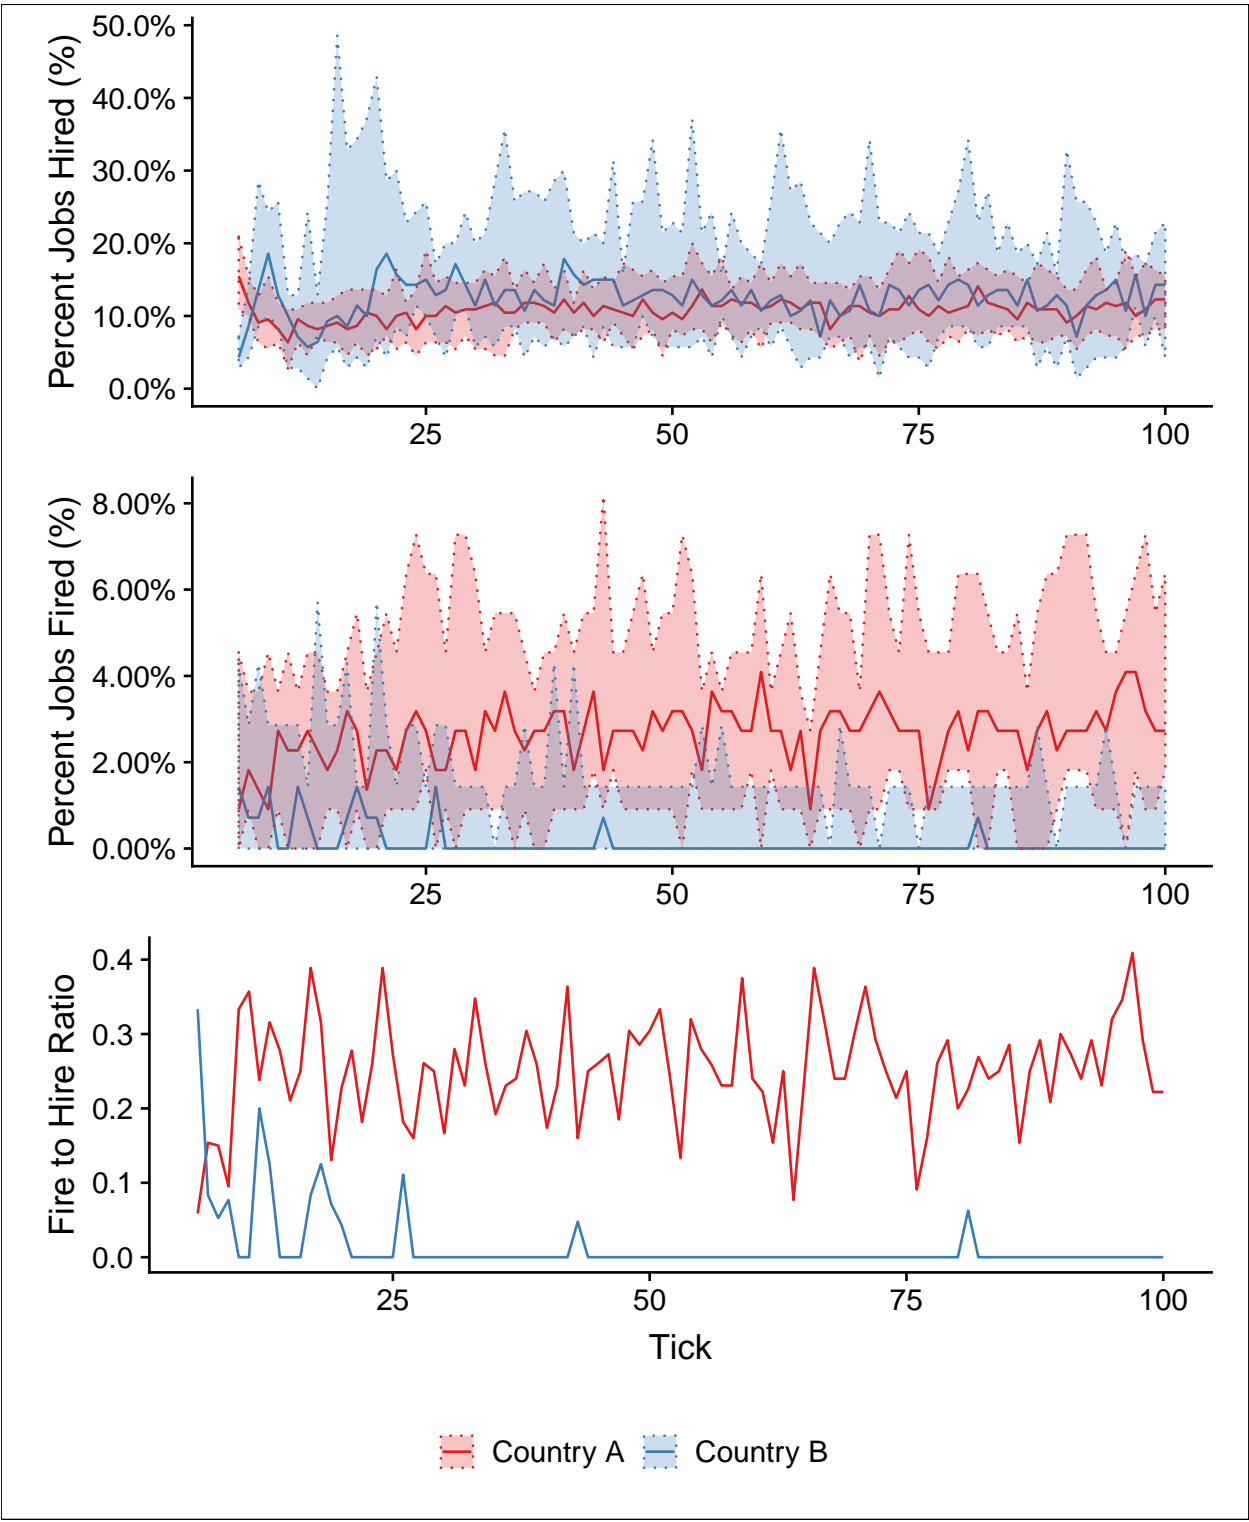 Percent Jobs Hired (%)
50.0%
40.0%
30.0%
20.0%
10.0%
0.0%
25 50 75 100
Percent Jobs Fired (%)
8.00%
6.00%
4.00%
2.00%
0.00%
25 50 75 100
Fire to Hire Ratio
0.4
0.3
0.2
0.1
0.0
25 50 75 100
Tick
Country A Country B